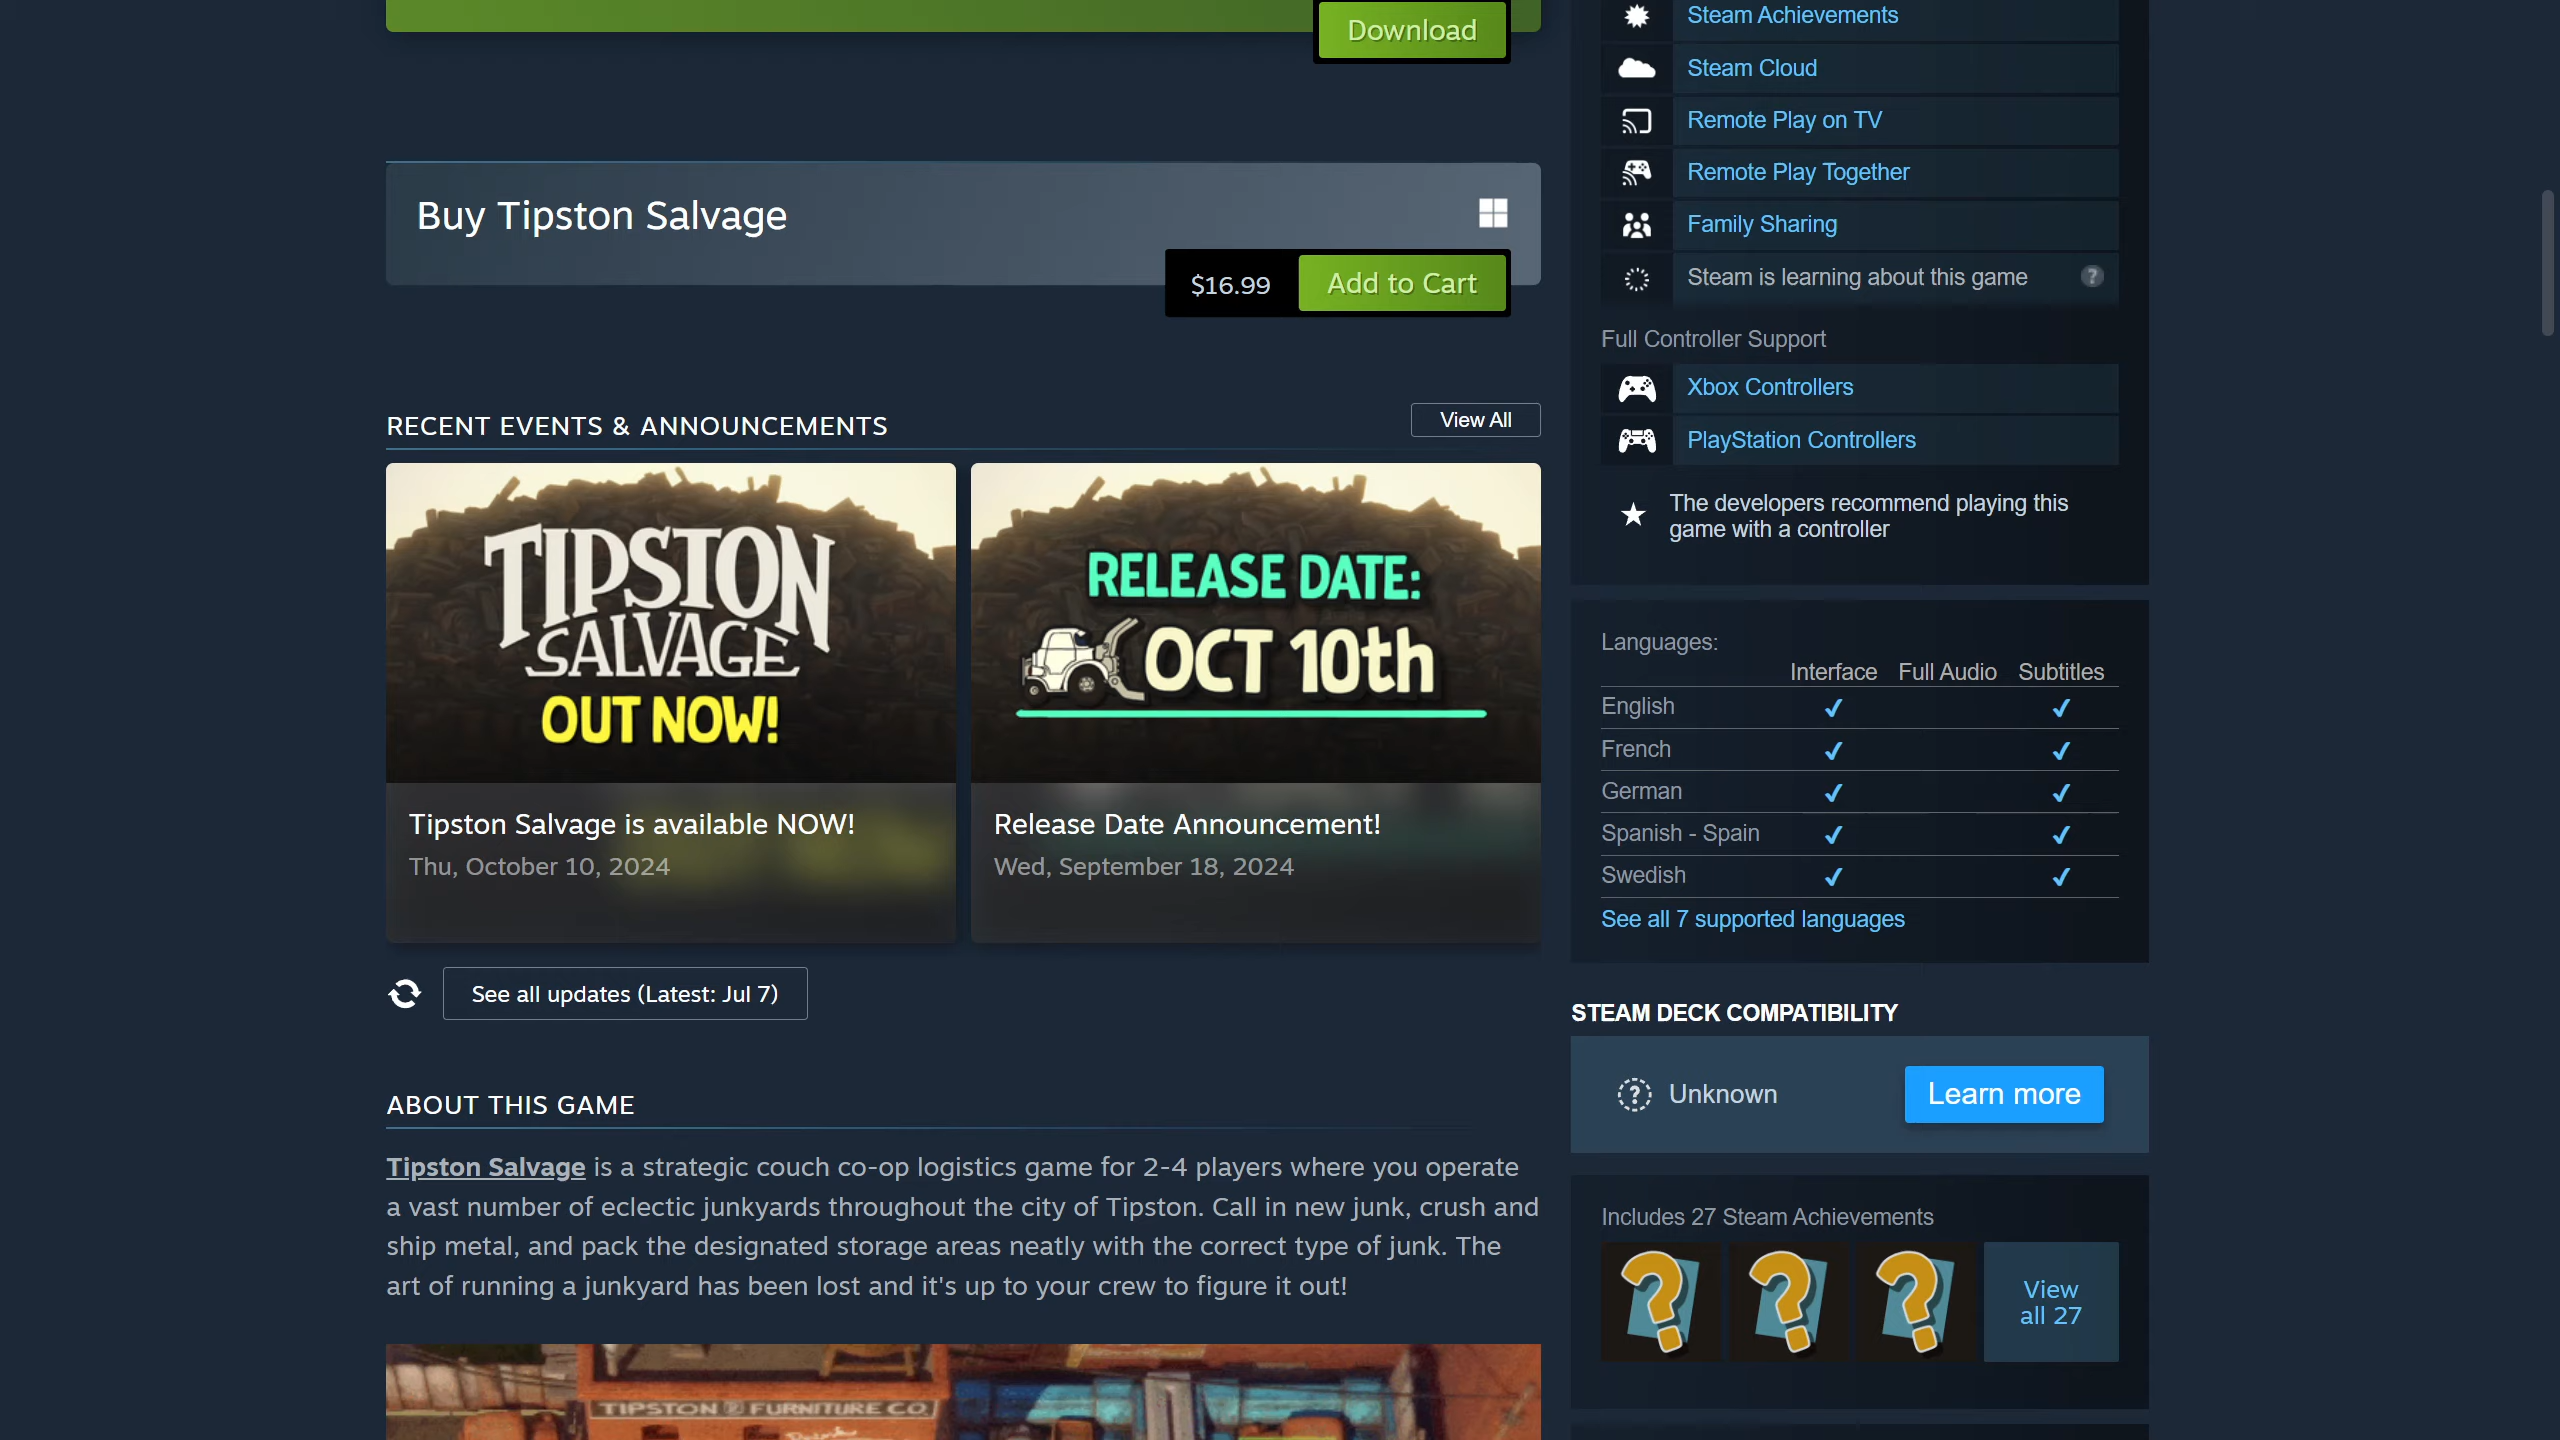 Download
Buy Tipston Salvage
$16.99
Add to Cart
RECENT EVENTS & ANNOUNCEMENTS
View All
TIPSTON
SALVAGE
OUT NOW!
Tipston Salvage is available NOW!
Thu, October 10, 2024
RELEASE DATE:
OCT 10th
Release Date Announcement!
Wed, September 18, 2024
See all updates (Latest: Jul 7)
ABOUT THIS GAME
Tipston Salvage is a strategic couch co-op logistics game for 2-4 players where you operate
a vast number of eclectic junkyards throughout the city of Tipston. Call in new junk, crush and
ship metal, and pack the designated storage areas neatly with the correct type of junk. The
art of running a junkyard has been lost and it's up to your crew to figure it out!
TIPSTON FURNITURE CO.
Steam Achievements
Steam Cloud
Remote Play on TV
Remote Play Together
Family Sharing
Steam is learning about this game ?
Full Controller Support
Xbox Controllers
PlayStation Controllers
The developers recommend playing this
game with a controller
Languages:
Interface Full Audio Subtitles
English ✔ ✔
French ✔ ✔
German ✔ ✔
Spanish - Spain ✔ ✔
Swedish ✔ ✔
See all 7 supported languages
STEAM DECK COMPATIBILITY
Unknown
Learn more
Includes 27 Steam Achievements
? ? ?
View
all 27